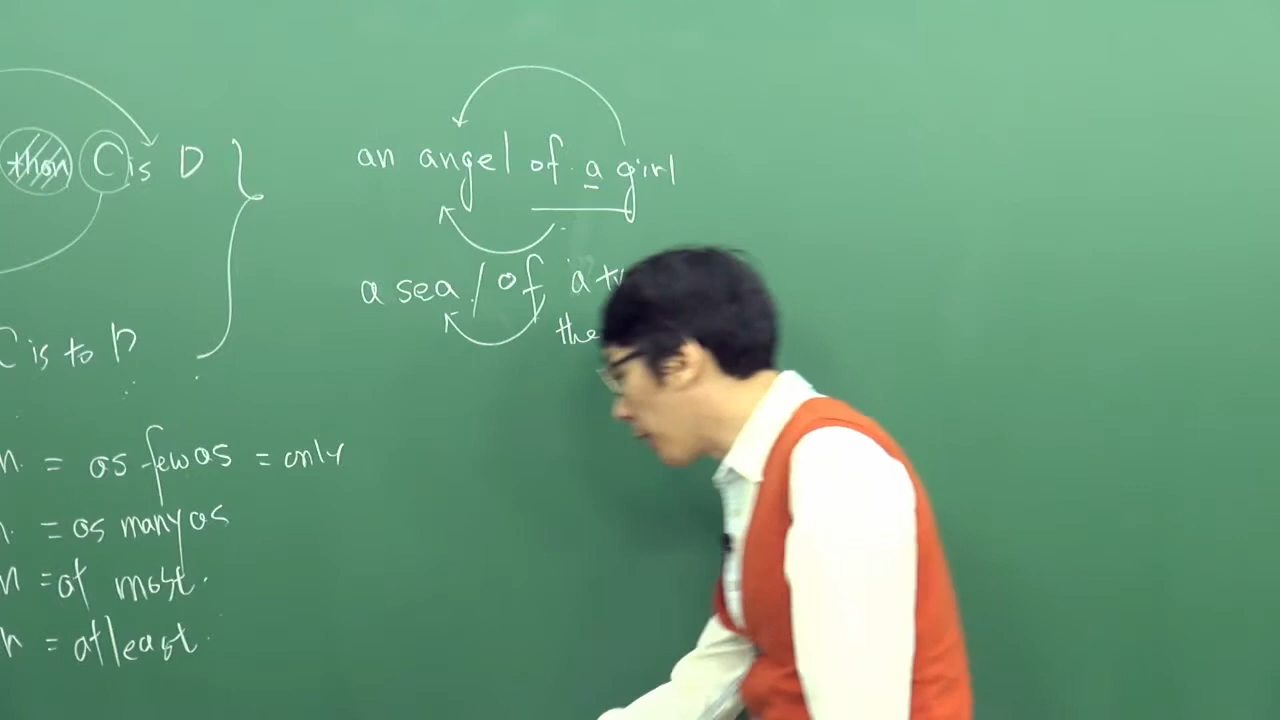 than C is D
an angel of a girl
a sea / of a
the
C is to D
= as few as = only
= as many as
= at most.
= at least.